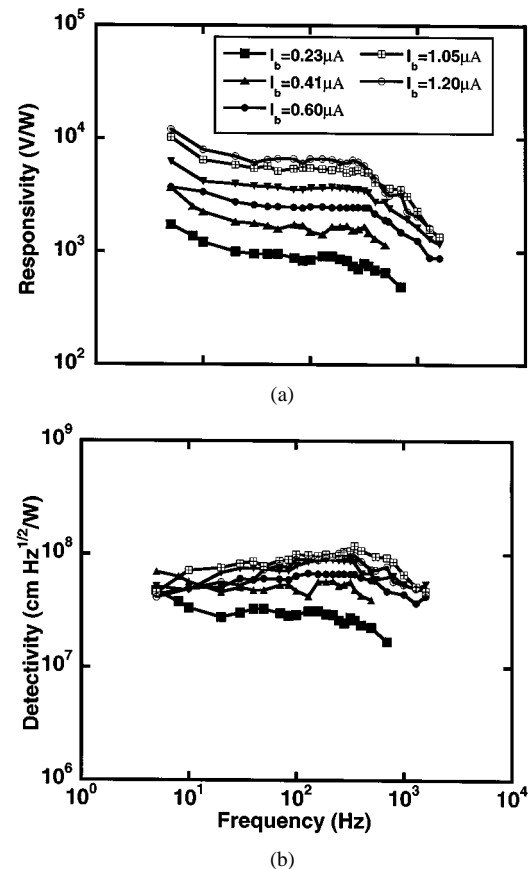 (a)
10^5
I_b=0.23μA I_b=1.05μA
I_b=0.41μA I_b=1.20μA
I_b=0.60μA
10^4
10^3
10^2
Responsivity (V/W)
(a)
10^9
10^8
10^7
10^6
Detectivity (cm Hz^{1/2}/W)
10^0 10^1 10^2 10^3 10^4
Frequency (Hz)
(b)